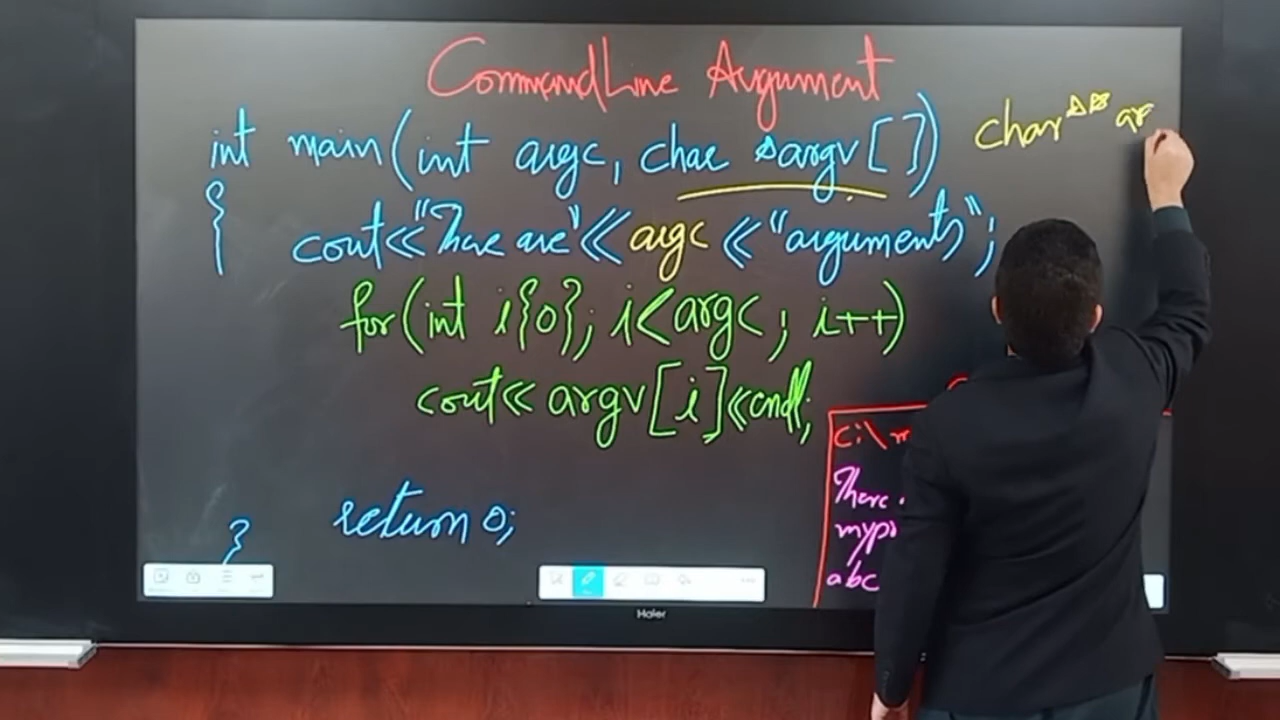 CommandLine Argument
int main(int argc, char *argv[]) char** ar
{
cout<<"There are"<< argc <<"arguments";
for(int i{0}; i<argc; i++)
cout<< argv[i]<<endl;
c:\m
There
mypr
abc
return 0;
}
Haier